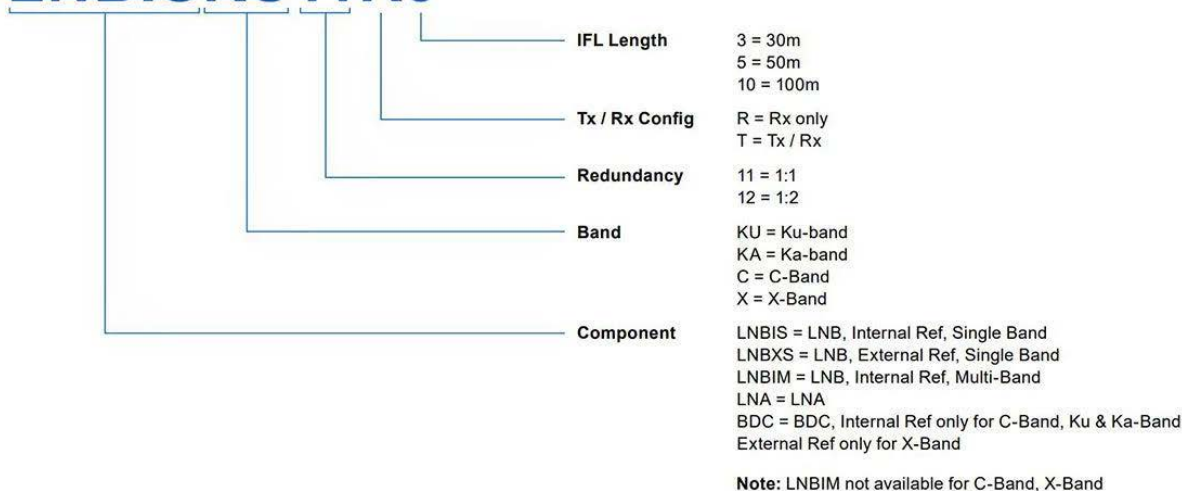 IFL Length 3 = 30m
5 = 50m
10 = 100m
Tx / Rx Config R = Rx only
T = Tx / Rx
Redundancy 11 = 1:1
12 = 1:2
Band KU = Ku-band
KA = Ka-band
C = C-Band
X = X-Band
Component LNBIS = LNB, Internal Ref, Single Band
LNBXS = LNB, External Ref, Single Band
LNBIM = LNB, Internal Ref, Multi-Band
LNA = LNA
BDC = BDC, Internal Ref only for C-Band, Ku & Ka-Band
External Ref only for X-Band
Note: LNBIM not available for C-Band, X-Band